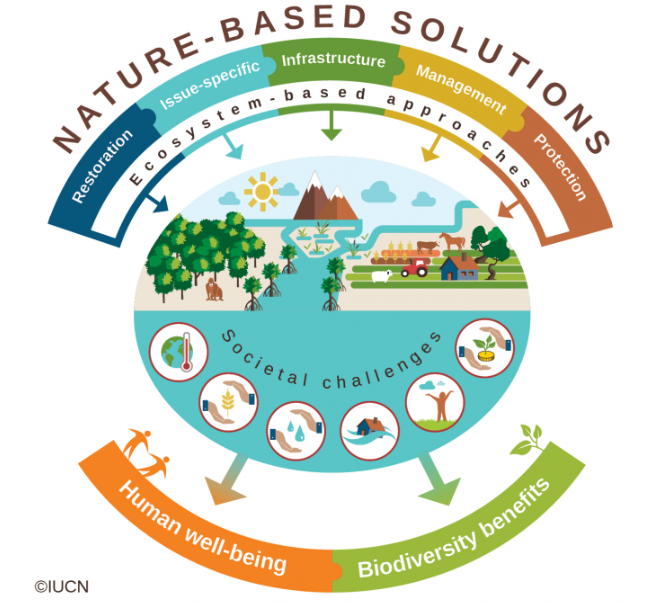 NATURE-BASED SOLUTIONS
Restoration
Issue-specific
Infrastructure
Management
Protection
Ecosystem-based approaches
Societal challenges
Human well-being
Biodiversity benefits
©IUCN